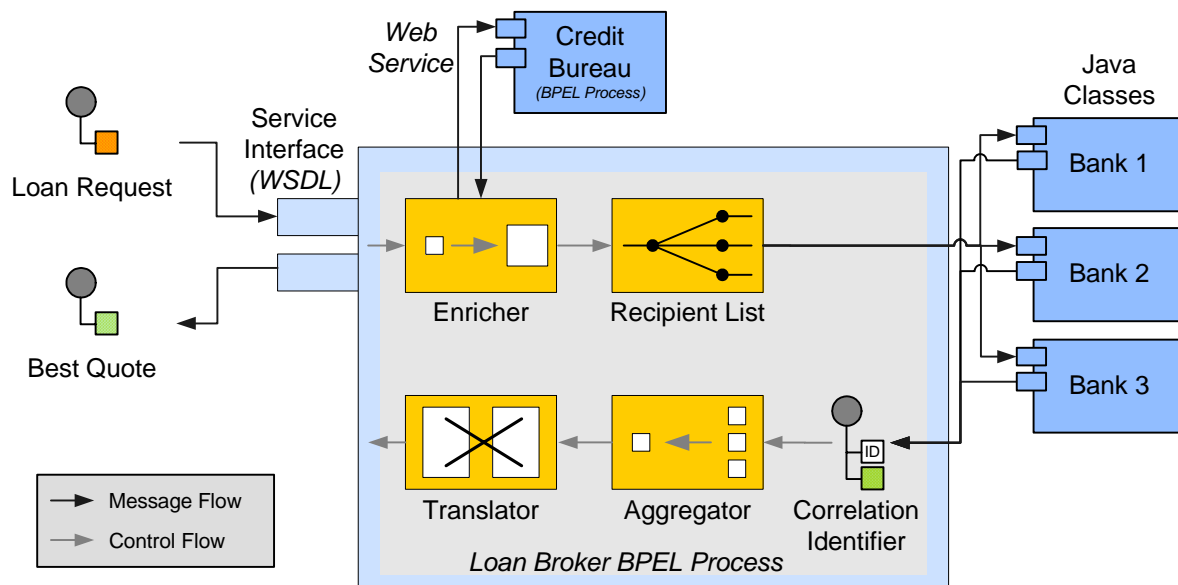 Web
Service
Credit
Bureau
(BPEL Process)
Java
Classes
Loan Request
Service
Interface
(WSDL)
Bank 1
Enricher
Recipient List
Bank 2
Best Quote
Bank 3
ID
Translator
Aggregator
Correlation
Identifier
Message Flow
Control Flow
Loan Broker BPEL Process